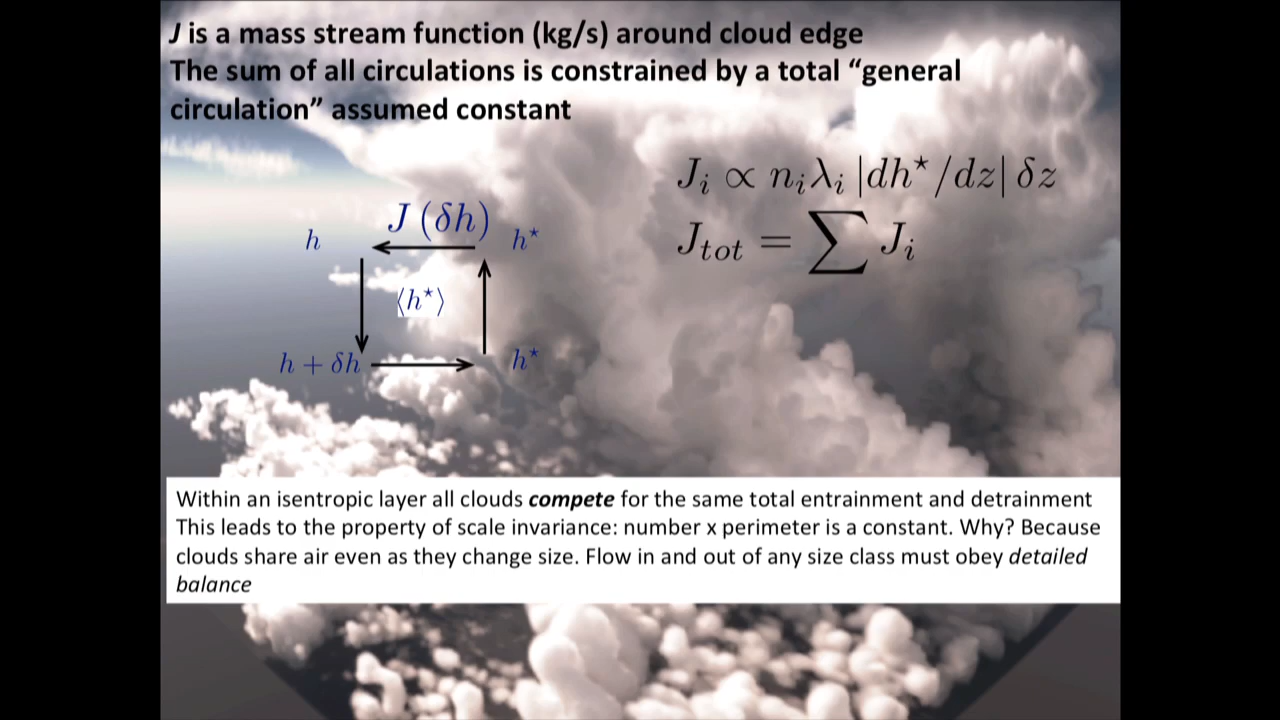 J is a mass stream function (kg/s) around cloud edge
The sum of all circulations is constrained by a total “general
circulation” assumed constant
J_i ∝ n_i λ_i |dh⋆/dz| δz
J_tot = ∑ J_i
J (δh)
h
h⋆
⟨h⋆⟩
h + δh
h⋆
Within an isentropic layer all clouds compete for the same total entrainment and detrainment
This leads to the property of scale invariance: number x perimeter is a constant. Why? Because
clouds share air even as they change size. Flow in and out of any size class must obey detailed
balance